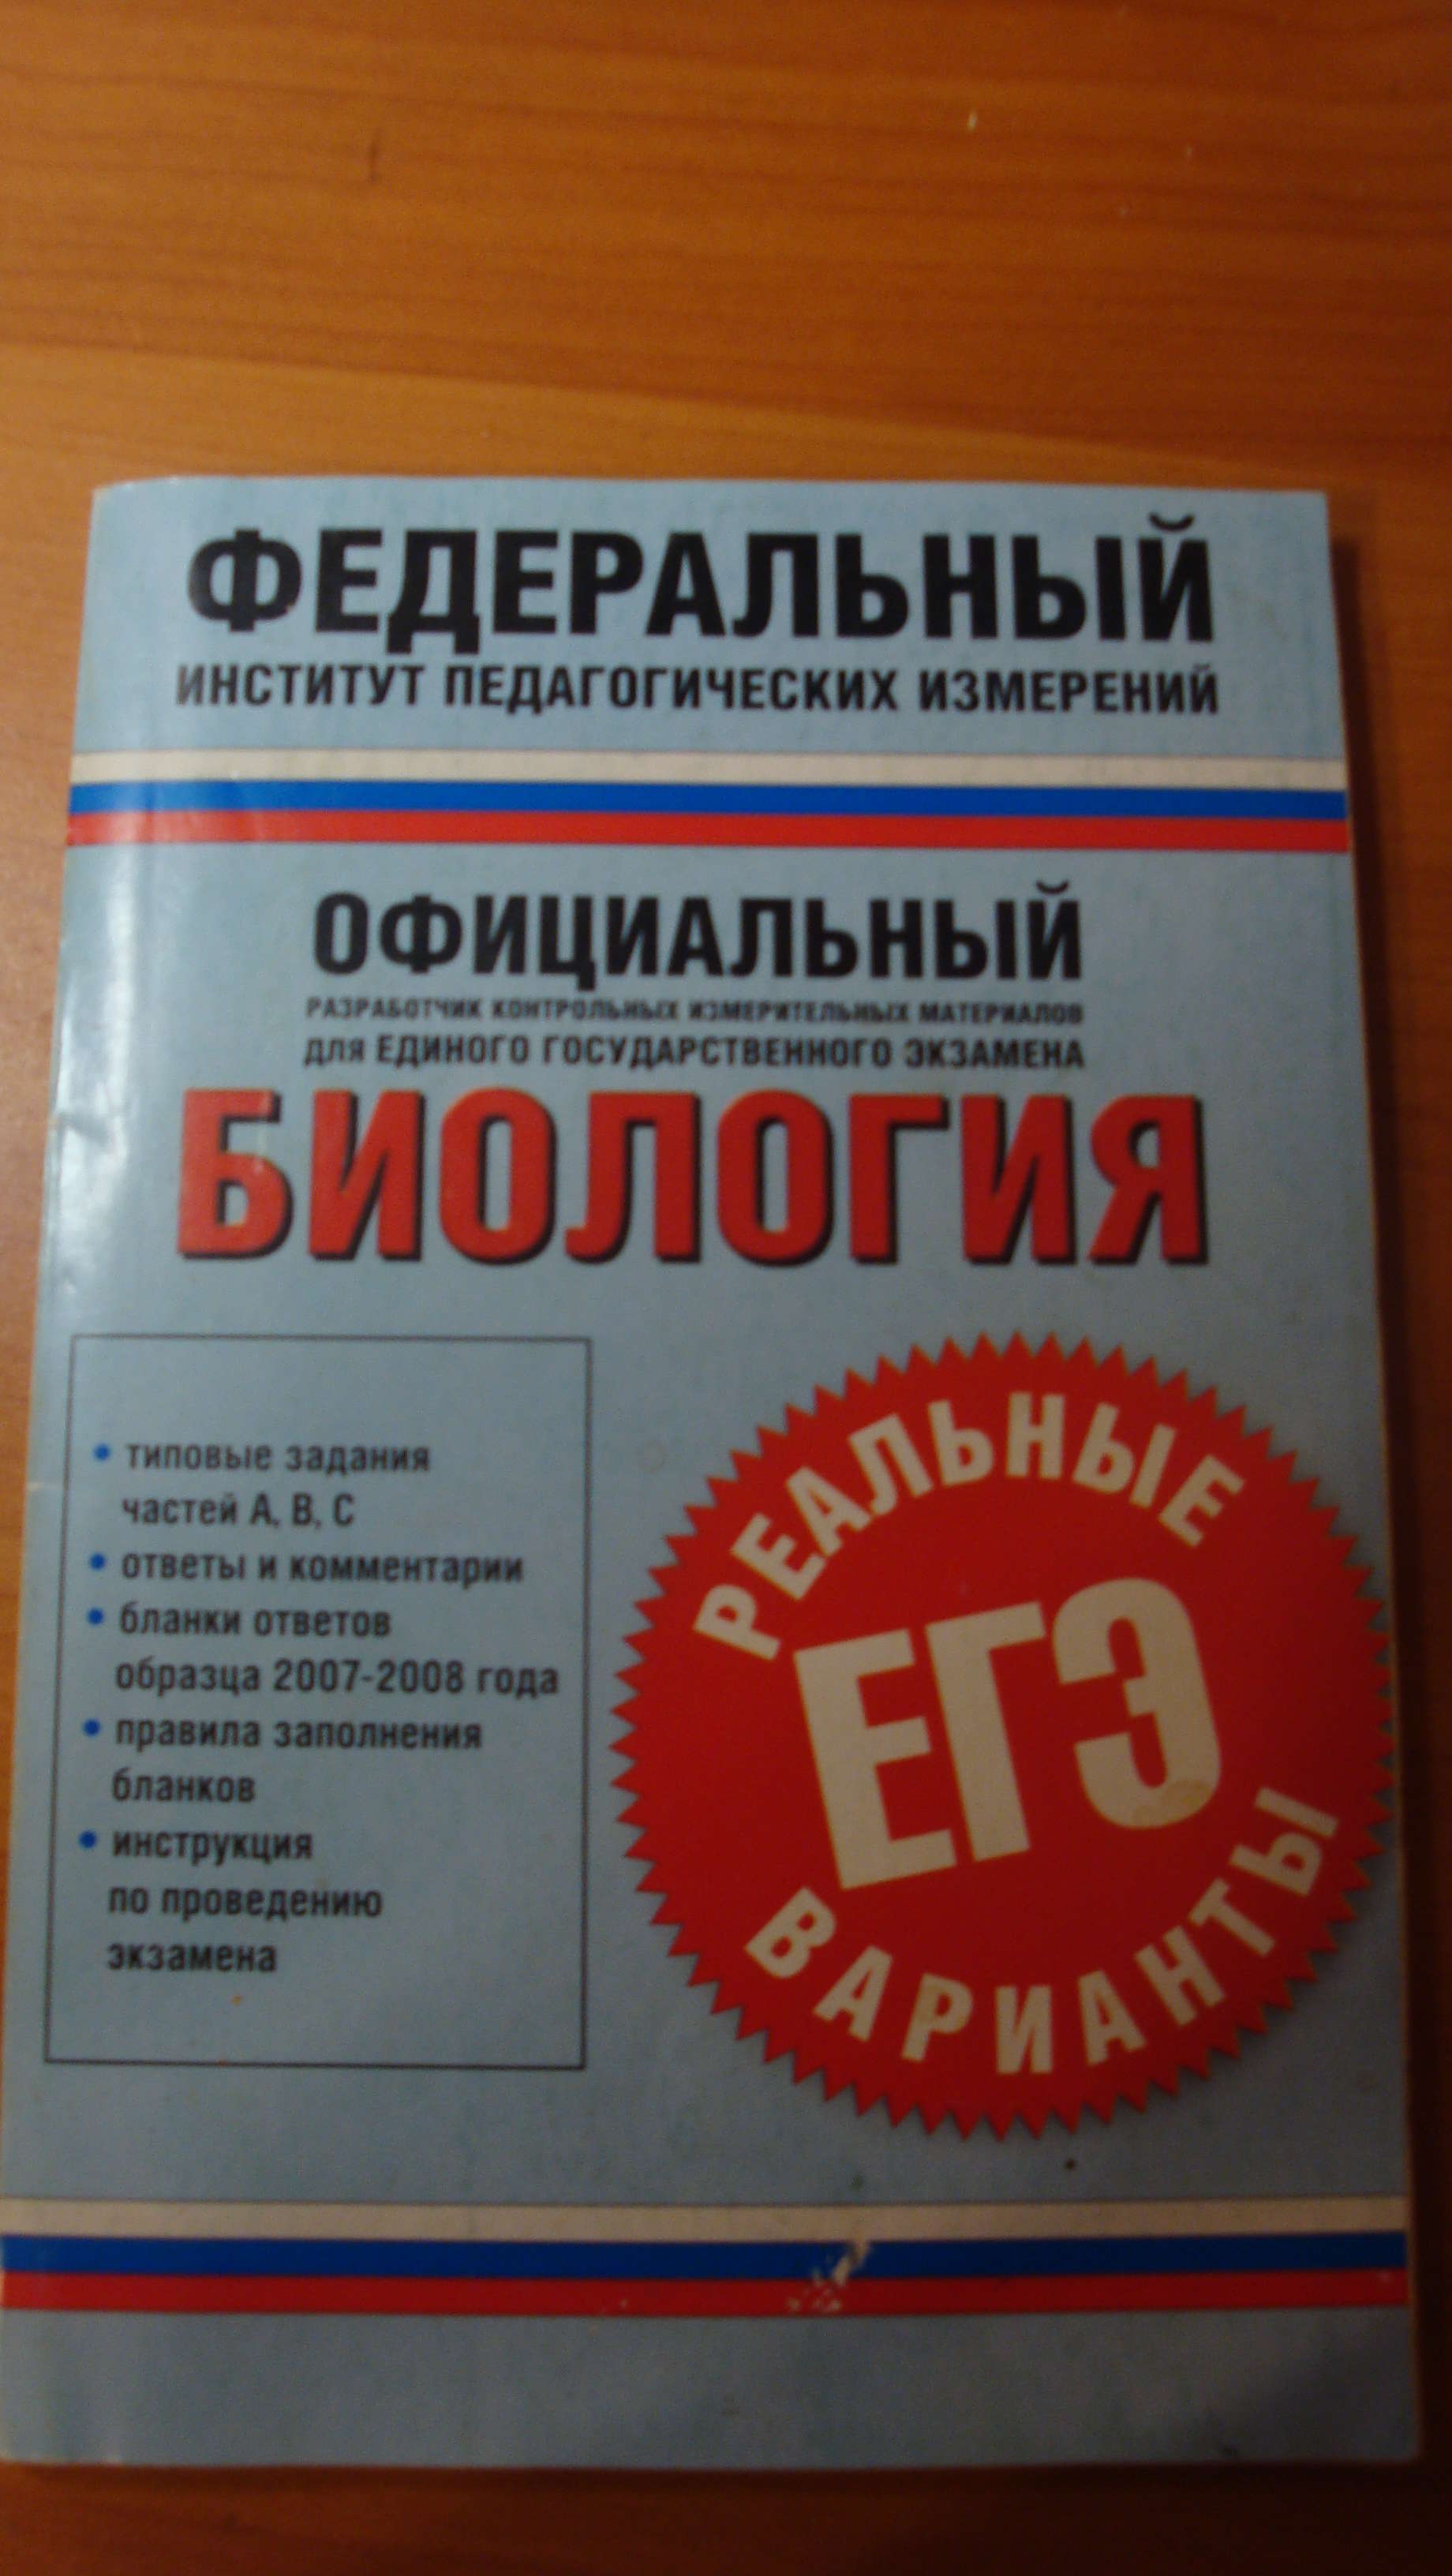 ФЕДЕРАЛЬНЫЙ
ИНСТИТУТ ПЕДАГОГИЧЕСКИХ ИЗМЕРЕНИЙ
ОФИЦИАЛЬНЫЙ
РАЗРАБОТЧИК КОНТРОЛЬНЫХ ИЗМЕРИТЕЛЬНЫХ МАТЕРИАЛОВ
для ЕДИНОГО ГОСУДАРСТВЕННОГО ЭКЗАМЕНА
БИОЛОГИЯ
• типовые задания
частей А, В, С
• ответы и комментарии
• бланки ответов
образца 2007-2008 года
• правила заполнения
бланков
• инструкция
по проведению
экзамена
РЕАЛЬНЫЕ
ЕГЭ
ВАРИАНТЫ